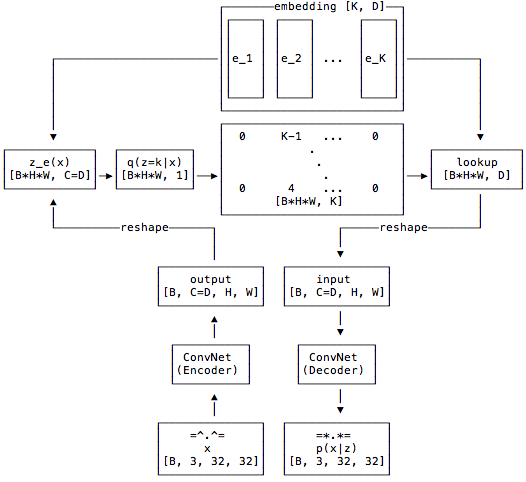 embedding [K, D]
e_1 e_2 ... e_K
z_e(x)
[B*H*W, C=D]
q(z=k|x)
[B*H*W, 1]
0 K-1 ... 0
.
.
.
0 4 ... 0
[B*H*W, K]
lookup
[B*H*W, D]
reshape
reshape
output
[B, C=D, H, W]
input
[B, C=D, H, W]
ConvNet
(Encoder)
ConvNet
(Decoder)
=^.^=
x
[B, 3, 32, 32]
=*.*=
p(x|z)
[B, 3, 32, 32]